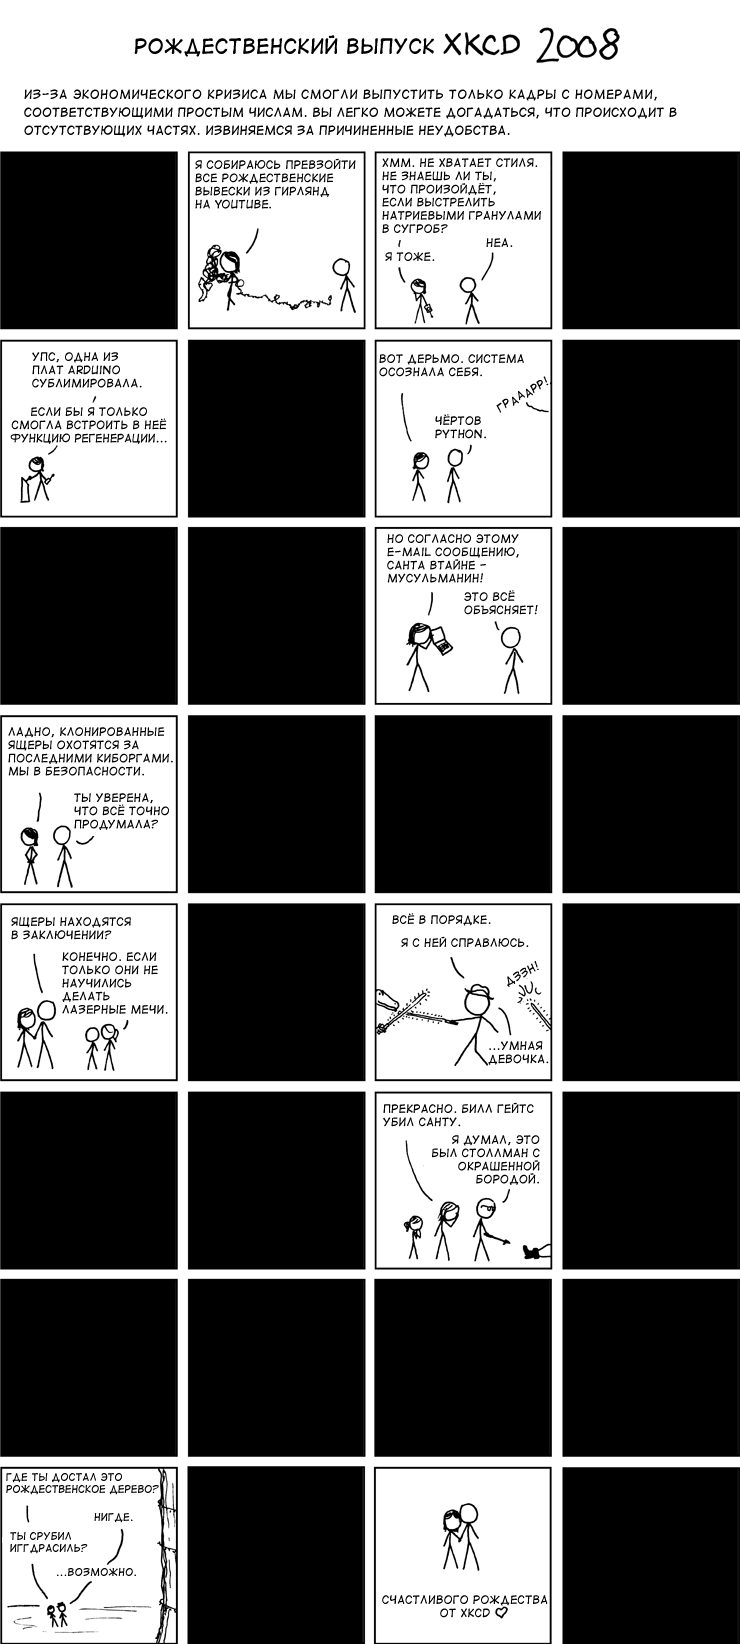 РОЖДЕСТВЕНСКИЙ ВЫПУСК XKCD 2008
ИЗ-ЗА ЭКОНОМИЧЕСКОГО КРИЗИСА МЫ СМОГЛИ ВЫПУСТИТЬ ТОЛЬКО КАДРЫ С НОМЕРАМИ,
СООТВЕТСТВУЮЩИМИ ПРОСТЫМ ЧИСЛАМ. ВЫ ЛЕГКО МОЖЕТЕ ДОГАДАТЬСЯ, ЧТО ПРОИСХОДИТ В
ОТСУТСТВУЮЩИХ ЧАСТЯХ. ИЗВИНЯЕМСЯ ЗА ПРИЧИНЕННЫЕ НЕУДОБСТВА.
Я СОБИРАЮСЬ ПРЕВЗОЙТИ
ВСЕ РОЖДЕСТВЕНСКИЕ
ВЫВЕСКИ ИЗ ГИРЛЯНД
НА YOUTUBE.
ХММ. НЕ ХВАТАЕТ СТИЛЯ.
НЕ ЗНАЕШЬ ЛИ ТЫ,
ЧТО ПРОИЗОЙДЁТ,
ЕСЛИ ВЫСТРЕЛИТЬ
НАТРИЕВЫМИ ГРАНУЛАМИ
В СУГРОБ?
НЕА.
Я ТОЖЕ.
УПС, ОДНА ИЗ
ПЛАТ ARDUINO
СУБЛИМИРОВАЛА.
ЕСЛИ БЫ Я ТОЛЬКО
СМОГЛА ВСТРОИТЬ В НЕЁ
ФУНКЦИЮ РЕГЕНЕРАЦИИ...
ВОТ ДЕРЬМО. СИСТЕМА
ОСОЗНАЛА СЕБЯ.
ГРДАДРР!
ЧЁРТОВ
PYTHON.
НО СОГЛАСНО ЭТОМУ
E-MAIL СООБЩЕНИЮ,
САНТА ВТАЙНЕ -
МУСУЛЬМАНИН!
ЭТО ВСЁ
ОБЪЯСНЯЕТ!
ЛАДНО, КЛОНИРОВАННЫЕ
ЯЩЕРЫ ОХОТЯТСЯ ЗА
ПОСЛЕДНИМИ КИБОРГАМИ.
МЫ В БЕЗОПАСНОСТИ.
ТЫ УВЕРЕНА,
ЧТО ВСЁ ТОЧНО
ПРОДУМАЛА?
ЯЩЕРЫ НАХОДЯТСЯ
В ЗАКЛЮЧЕНИИ?
КОНЕЧНО. ЕСЛИ
ТОЛЬКО ОНИ НЕ
НАУЧИЛИСЬ
ДЕЛАТЬ
ЛАЗЕРНЫЕ МЕЧИ.
ВСЁ В ПОРЯДКЕ.
Я С НЕЙ СПРАВЛЮСЬ.
ДЗЗН!
...УМНАЯ
ДЕВОЧКА.
ПРЕКРАСНО. БИЛЛ ГЕЙТС
УБИЛ САНТУ.
Я ДУМАЛ, ЭТО
БЫЛ СТОЛЛМАН С
ОКРАШЕННОЙ
БОРОДОЙ.
ГДЕ ТЫ ДОСТАЛ ЭТО
РОЖДЕСТВЕНСКОЕ ДЕРЕВО?
НИГДЕ.
ТЫ СРУБИЛ
ИГГДРАСИЛЬ?
...ВОЗМОЖНО.
СЧАСТЛИВОГО РОЖДЕСТВА
ОТ XKCD ♡